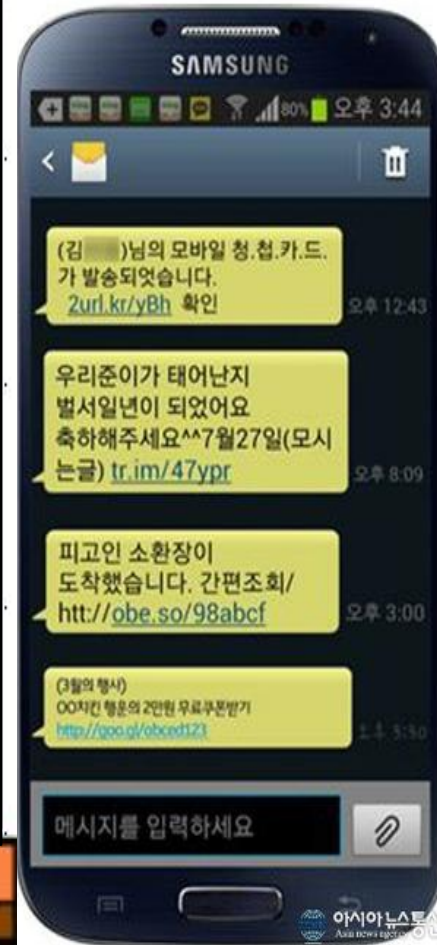 SAMSUNG
80% 오후 3:44
(김 )님의 모바일 청.첩.카.드.
가 발송되엇습니다.
2url.kr/yBh 확인
오후 12:43
우리준이가 태어난지
벌서일년이 되었어요
축하해주세요^^7월27일(모시
는글) tr.im/47ypr
오후 8:09
피고인 소환장이
도착했습니다. 간편조회/
htt://obe.so/98abcf
오후 3:00
(3월의 행사)
OO치킨 행운의 2만원 무료쿠폰받기
http://goo.gl/obced123
메시지를 입력하세요
아시아뉴스통신